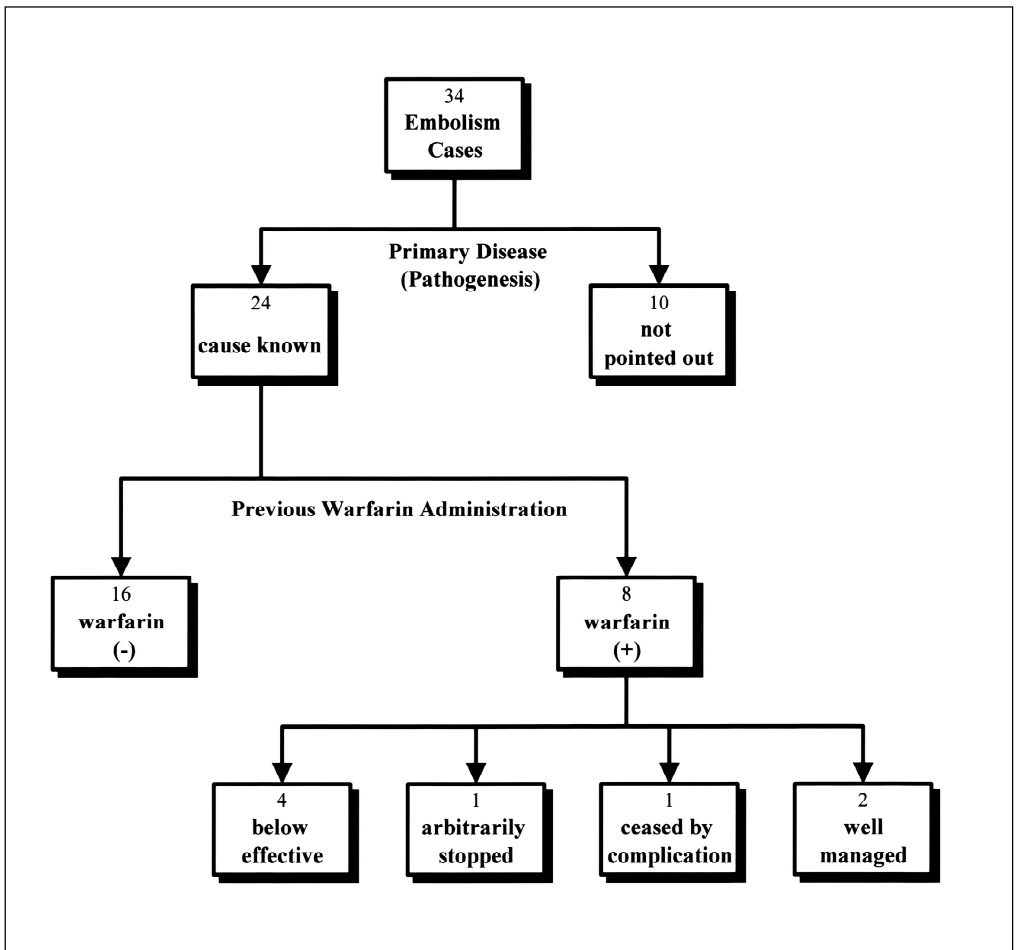 34
Embolism
Cases
Primary Disease
(Pathogenesis)
24
cause known
10
not
pointed out
Previous Warfarin Administration
16
warfarin
(-)
8
warfarin
(+)
4
below
effective
1
arbitrarily
stopped
1
ceased by
complication
2
well
managed